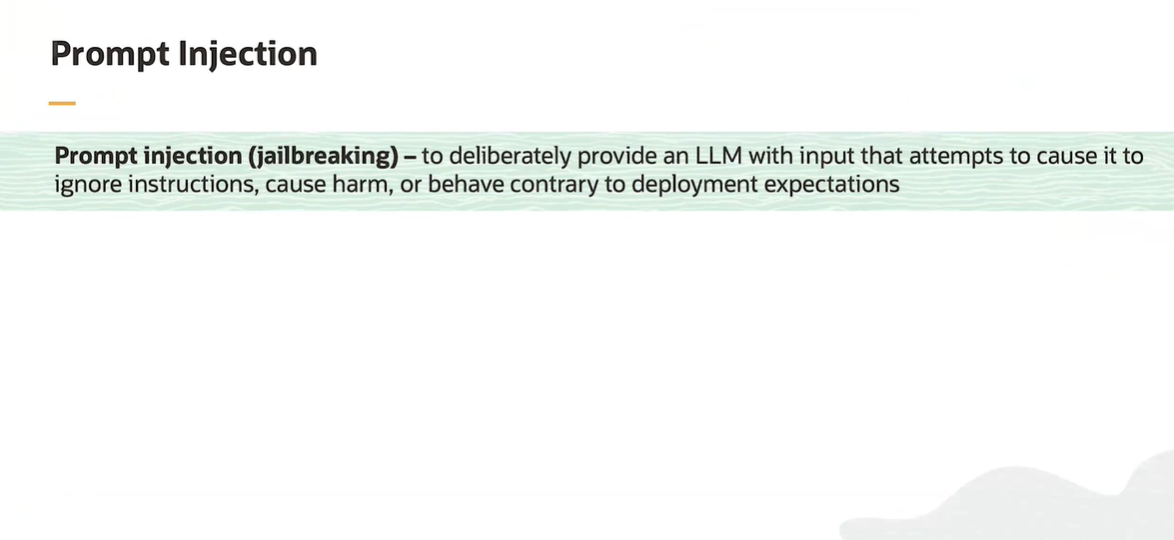 Prompt Injection
Prompt injection (jailbreaking) – to deliberately provide an LLM with input that attempts to cause it to
ignore instructions, cause harm, or behave contrary to deployment expectations